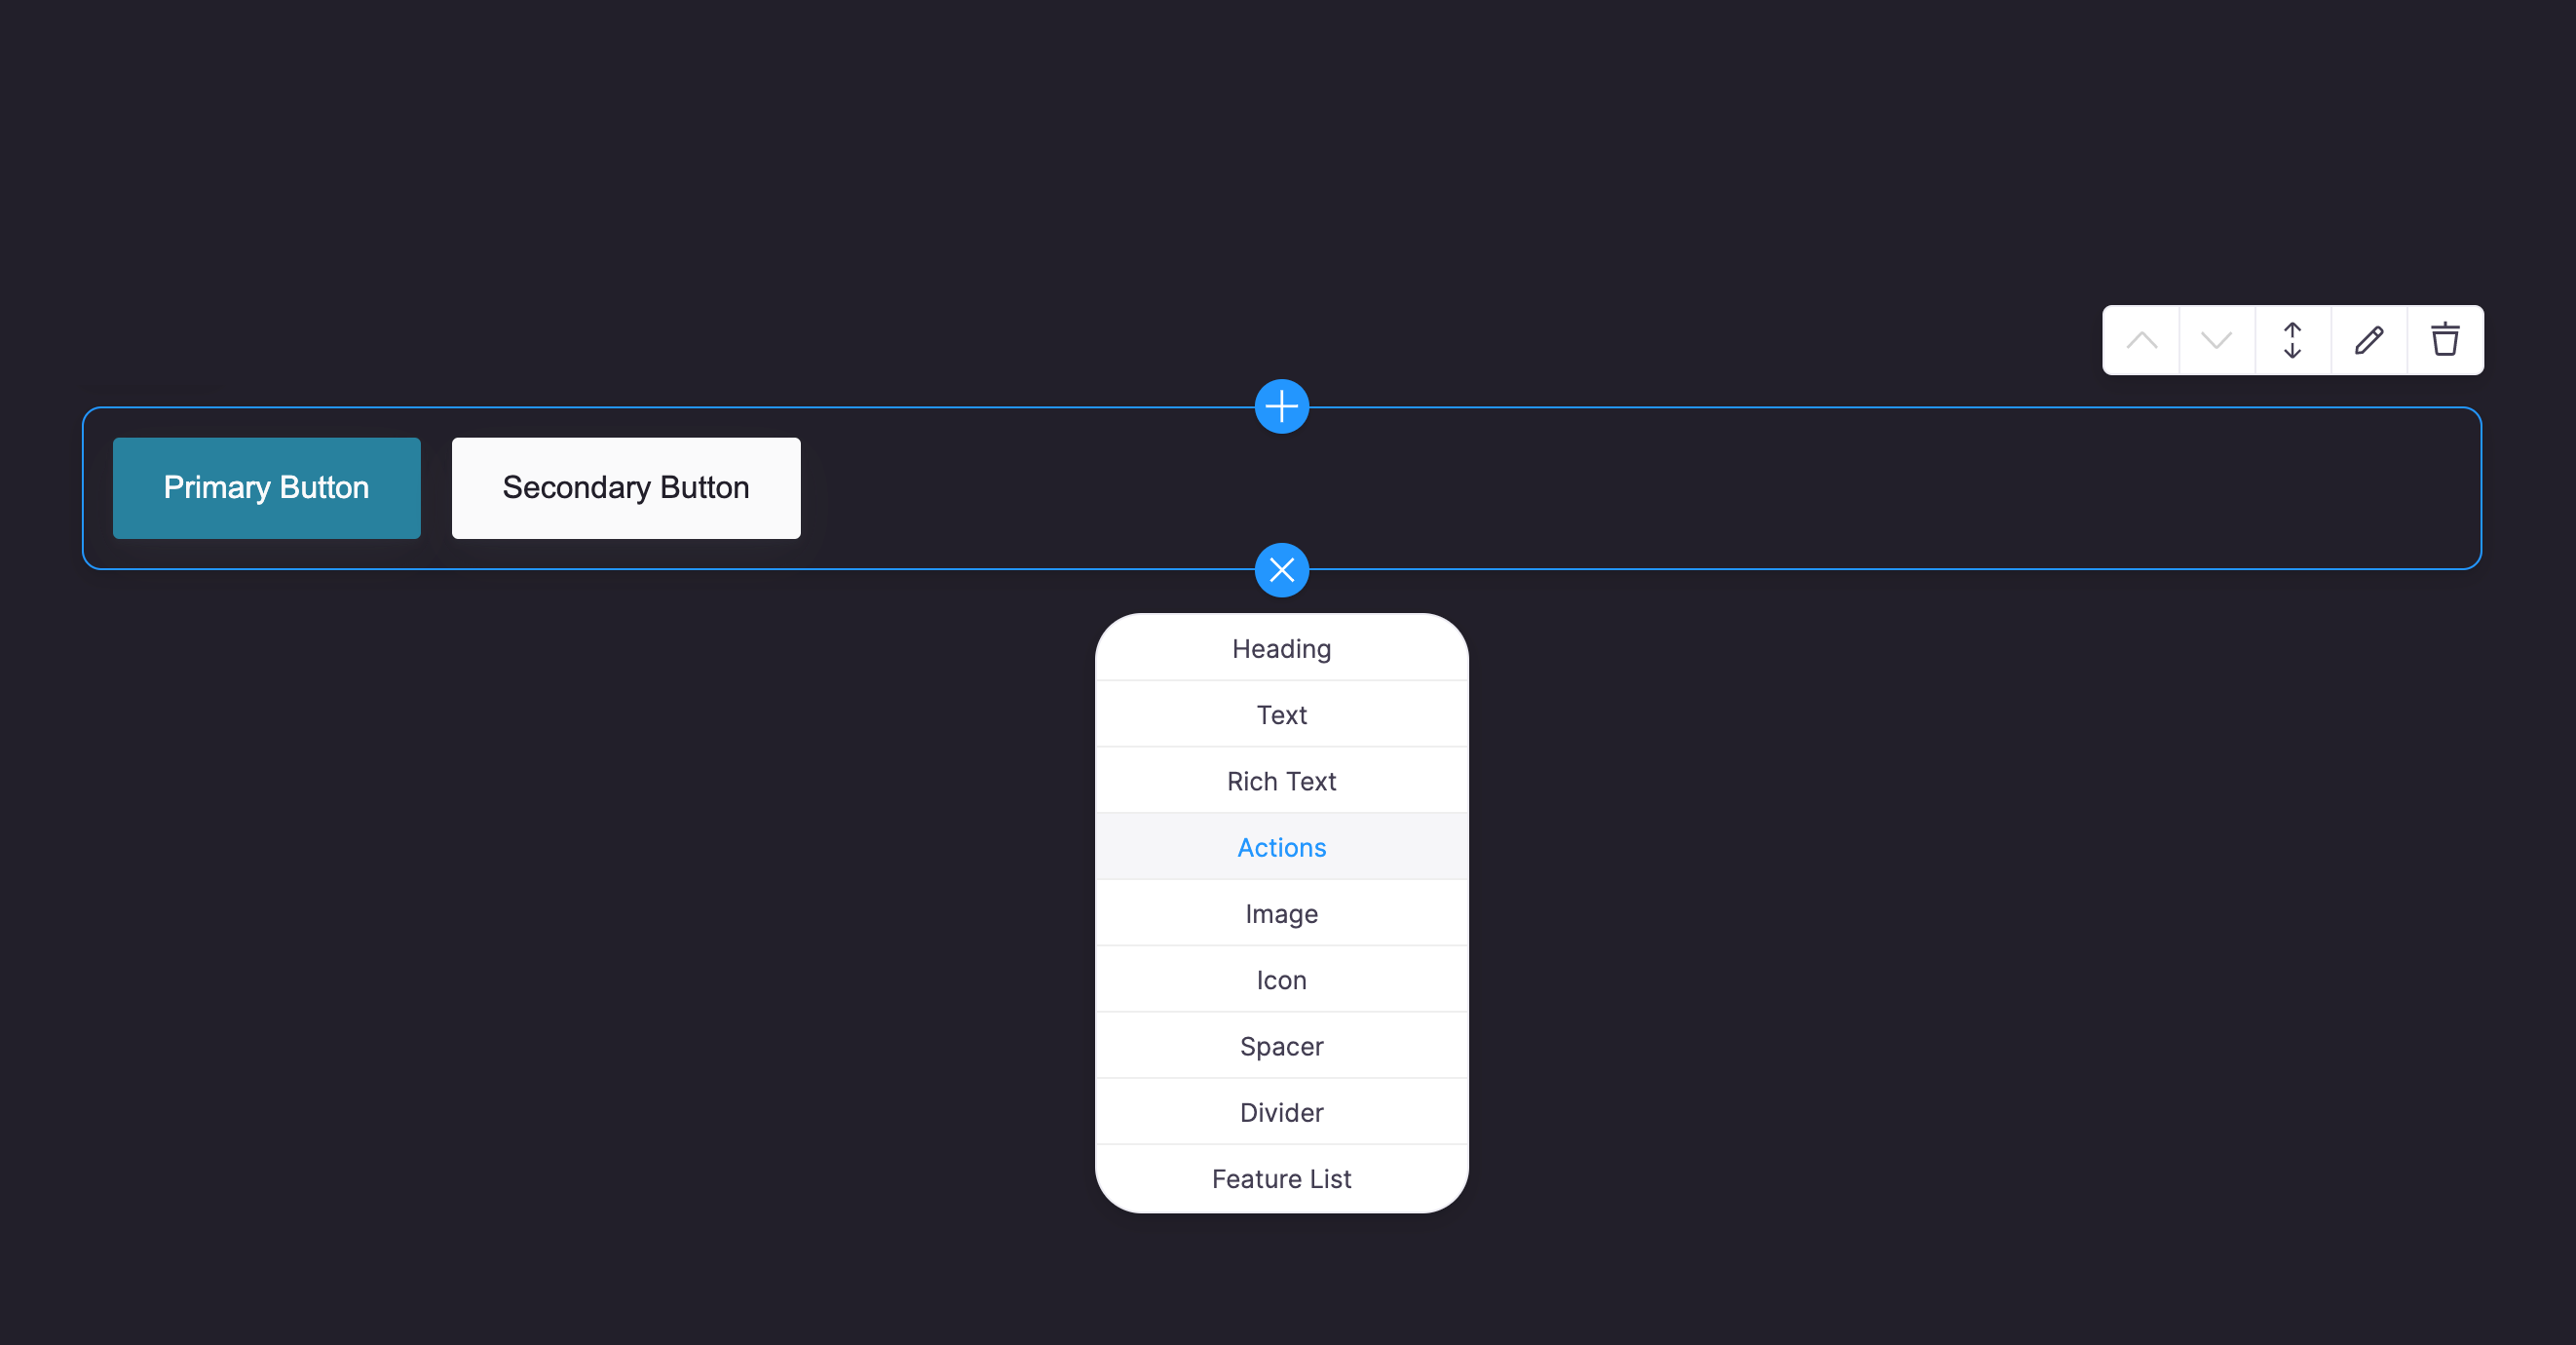 Primary Button
Secondary Button
Heading
Text
Rich Text
Actions
Image
Icon
Spacer
Divider
Feature List